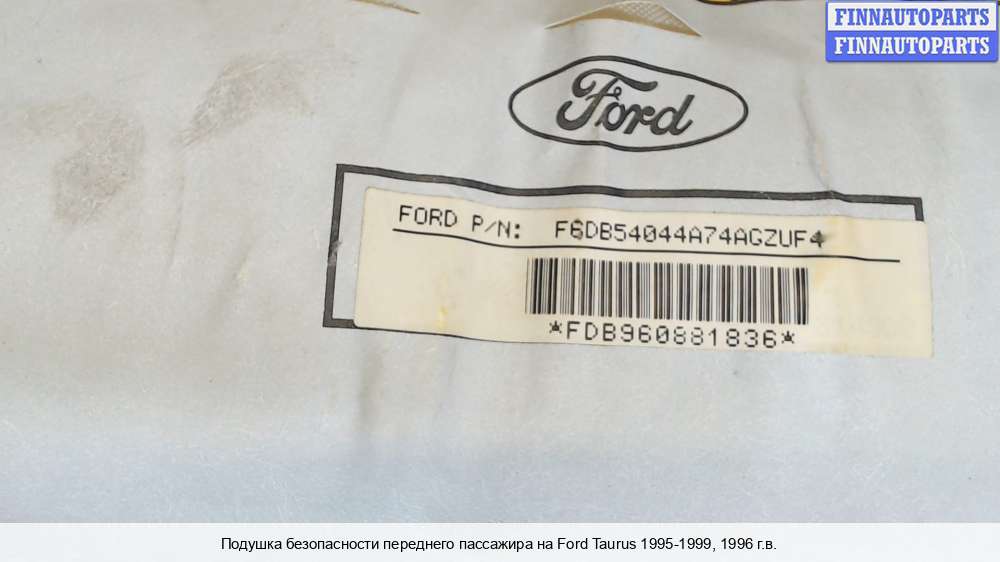 FINNAUTOPARTS
FINNAUTOPARTS
Ford
FORD P/N: F6DB54044A74AGZUF4
*FDB960881836*
Подушка безопасности переднего пассажира на Ford Taurus 1995-1999, 1996 г.в.